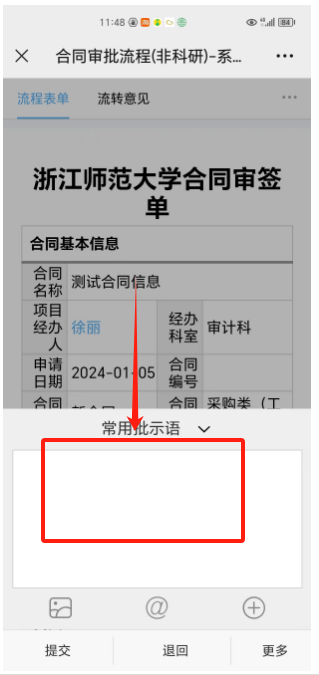 11:48
84
合同审批流程(非科研)-系...
流程表单 流转意见
浙江师范大学合同审签
单
合同基本信息
合同 名称 测试合同信息
项目 经办 人 徐丽 经办 科室 审计科
申请 日期 2024-01-05 合同 编号
合同 合同 采购类（工
常用批示语
@
提交 退回 更多